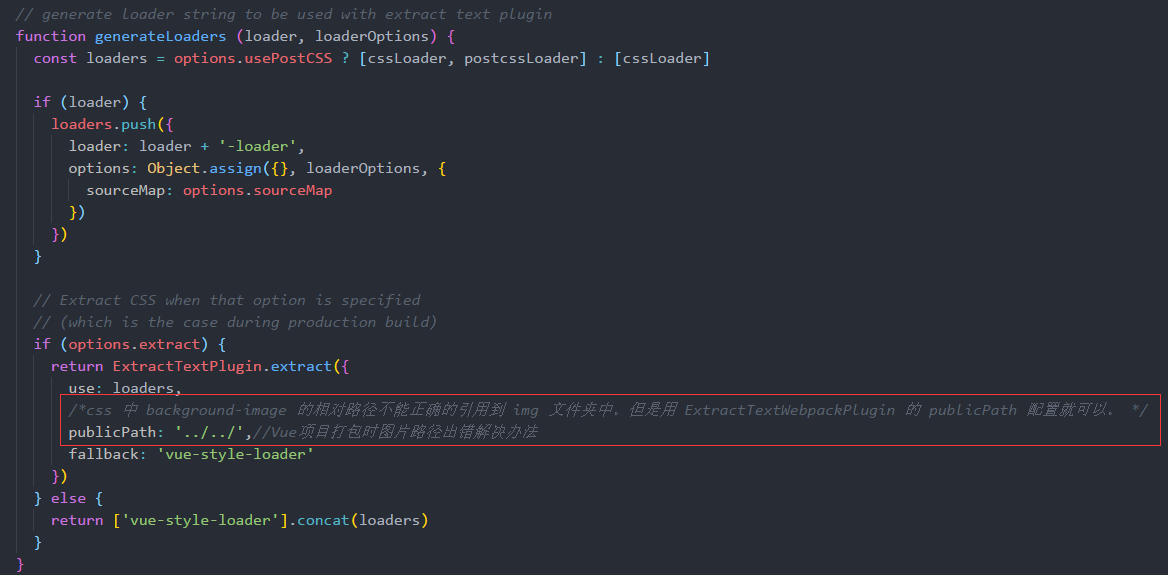 // generate loader string to be used with extract text plugin
function generateLoaders (loader, loaderOptions) {
const loaders = options.usePostCSS ? [cssLoader, postcssLoader] : [cssLoader]
if (loader) {
loaders.push({
loader: loader + '-loader',
options: Object.assign({}, loaderOptions, {
sourceMap: options.sourceMap
})
})
}
// Extract CSS when that option is specified
// (which is the case during production build)
if (options.extract) {
return ExtractTextPlugin.extract({
use: loaders,
/*css 中 background-image 的相对路径不能正确的引用到 img 文件夹中。但是用 ExtractTextWebpackPlugin 的 publicPath 配置就可以。 */
publicPath: '../../',//Vue项目打包时图片路径出错解决办法
fallback: 'vue-style-loader'
})
} else {
return ['vue-style-loader'].concat(loaders)
}
}